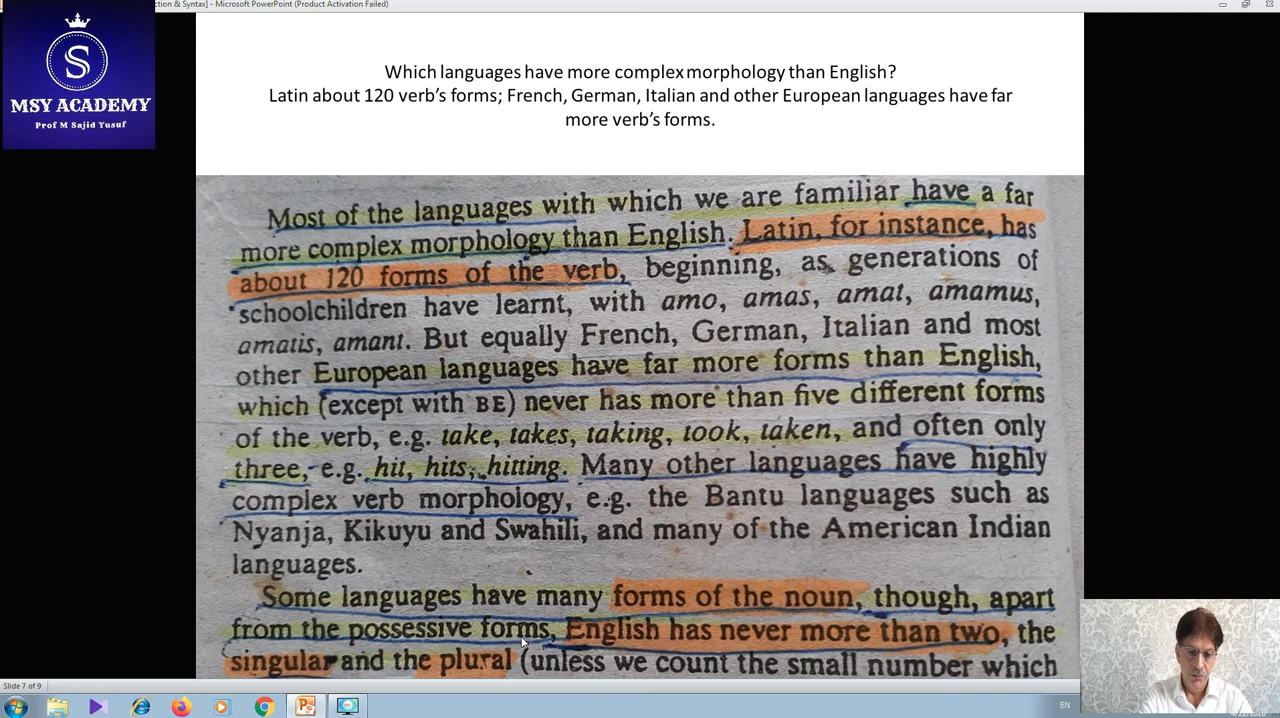 ction & Syntax] - Microsoft PowerPoint (Product Activation Failed)
S
MSY ACADEMY
Prof M Sajid Yusuf
Which languages have more complex morphology than English?
Latin about 120 verb's forms; French, German, Italian and other European languages have far
more verb's forms.
Most of the languages with which we are familiar have a far
more complex morphology than English. Latin, for instance, has
about 120 forms of the verb, beginning, as generations of
schoolchildren have learnt, with amo, amas, amat, amamus,
amatis, amant. But equally French, German, Italian and most
other European languages have far more forms than English,
which (except with BE) never has more than five different forms
of the verb, e.g. take, takes, taking, took, taken, and often only
three, e.g. hit, hits, hitting. Many other languages have highly
complex verb morphology, e.g. the Bantu languages such as
Nyanja, Kikuyu and Swahili, and many of the American Indian
languages.
Some languages have many forms of the noun, though, apart
from the possessive forms, English has never more than two, the
singular and the plural (unless we count the small number which
Slide 7 of 9
EN